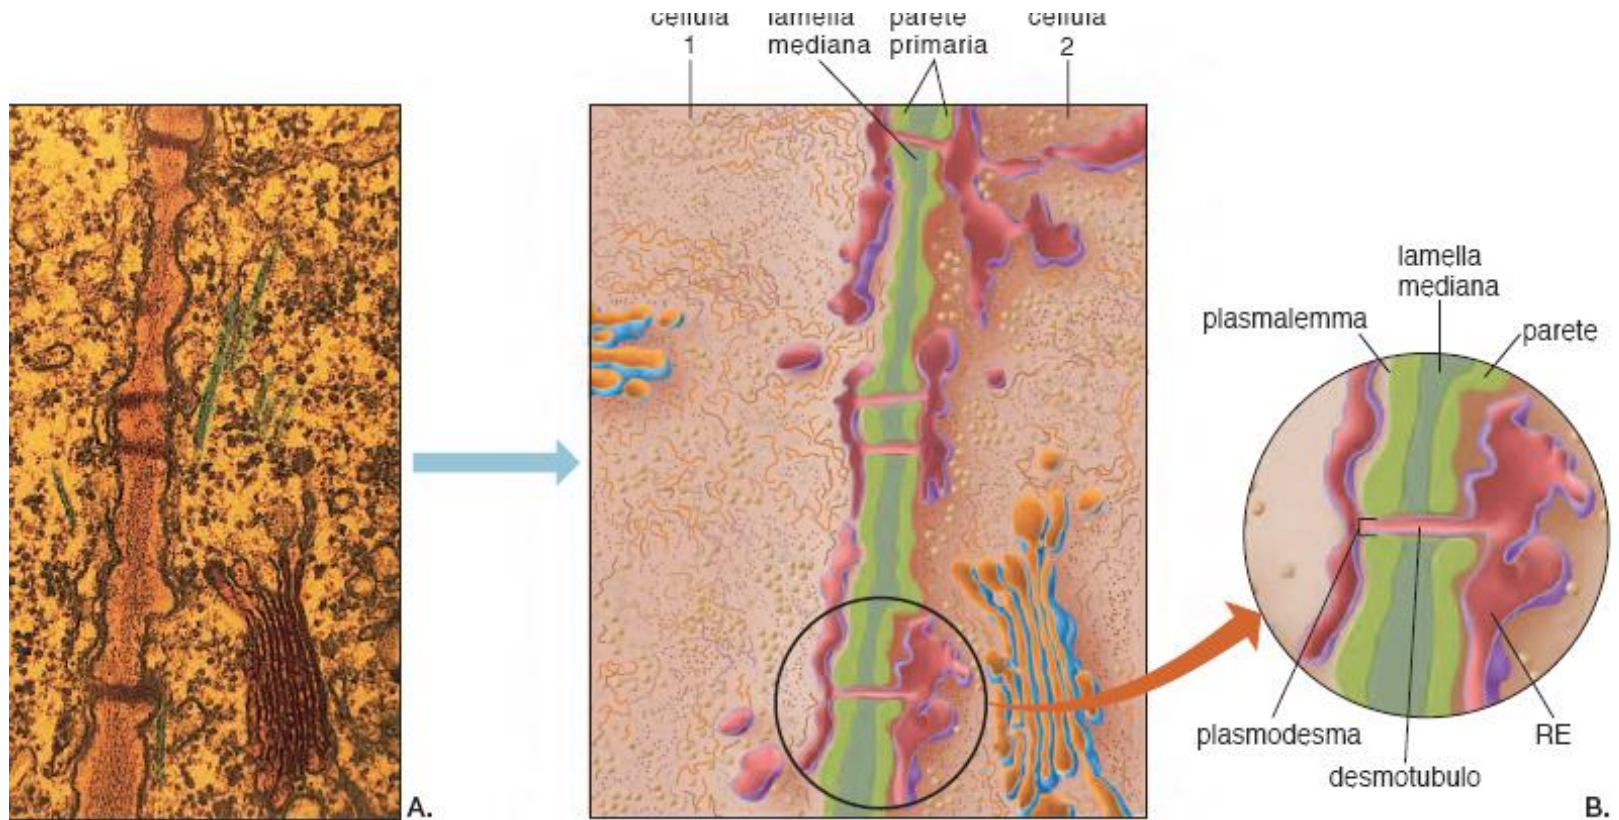 cellula
1
lamella
mediana
parete
primaria
cellula
2
A.
lamella
mediana
plasmalemma
parete
plasmodesma
desmotubulo
RE
B.